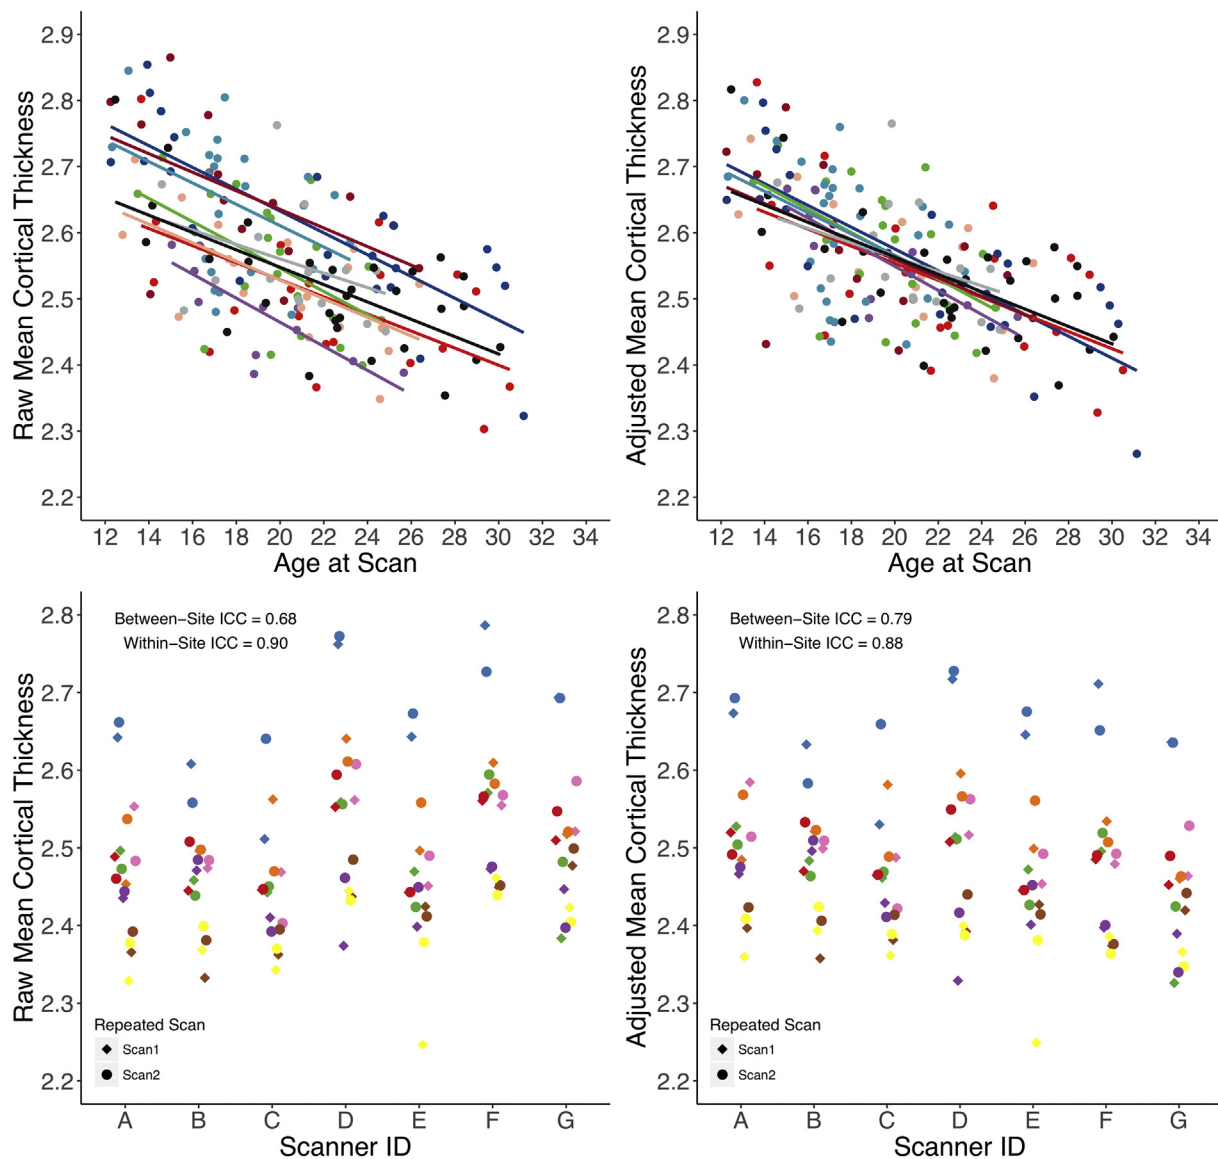 Raw Mean Cortical Thickness
2.9
2.8
2.7
2.6
2.5
2.4
2.3
2.2
12 14 16 18 20 22 24 26 28 30 32 34
Age at Scan
Adjusted Mean Cortical Thickness
2.9
2.8
2.7
2.6
2.5
2.4
2.3
2.2
12 14 16 18 20 22 24 26 28 30 32 34
Age at Scan
Raw Mean Cortical Thickness
2.8
2.7
2.6
2.5
2.4
2.3
2.2
Between−Site ICC = 0.68
Within−Site ICC = 0.90
Repeated Scan
Scan1
Scan2
A B C D E F G
Scanner ID
Adjusted Mean Cortical Thickness
2.8
2.7
2.6
2.5
2.4
2.3
2.2
Between−Site ICC = 0.79
Within−Site ICC = 0.88
Repeated Scan
Scan1
Scan2
A B C D E F G
Scanner ID